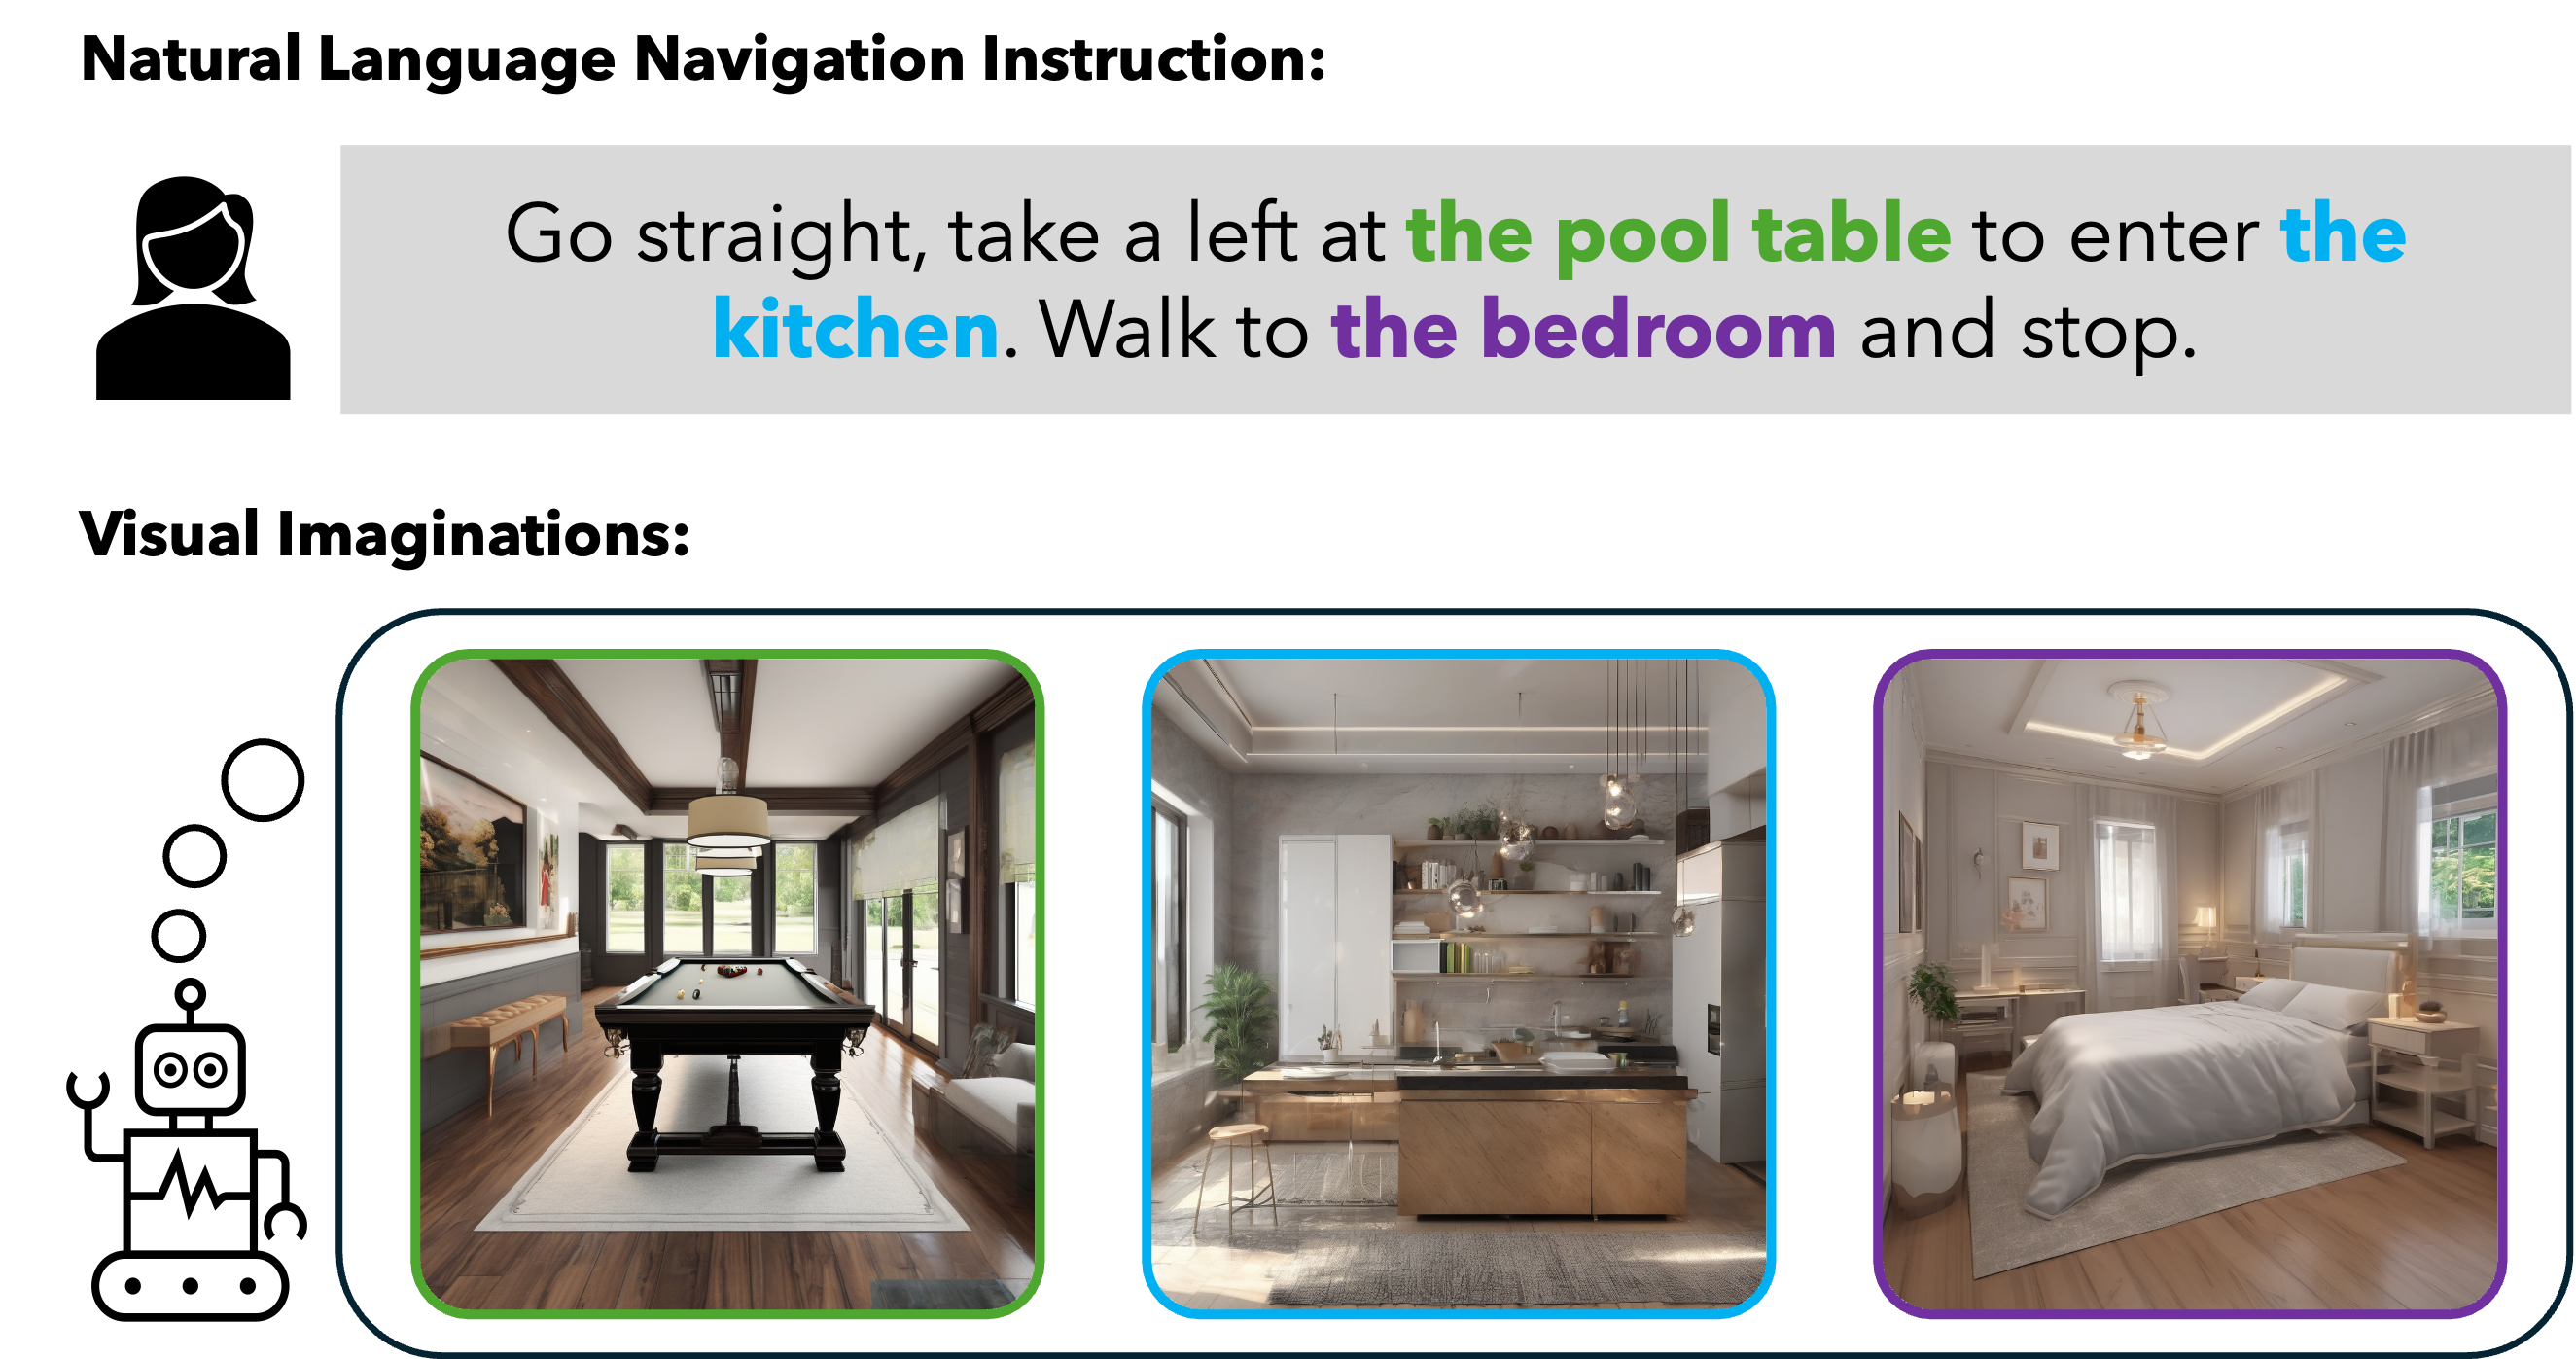 Natural Language Navigation Instruction:
Go straight, take a left at the pool table to enter the
kitchen. Walk to the bedroom and stop.
Visual Imaginations: